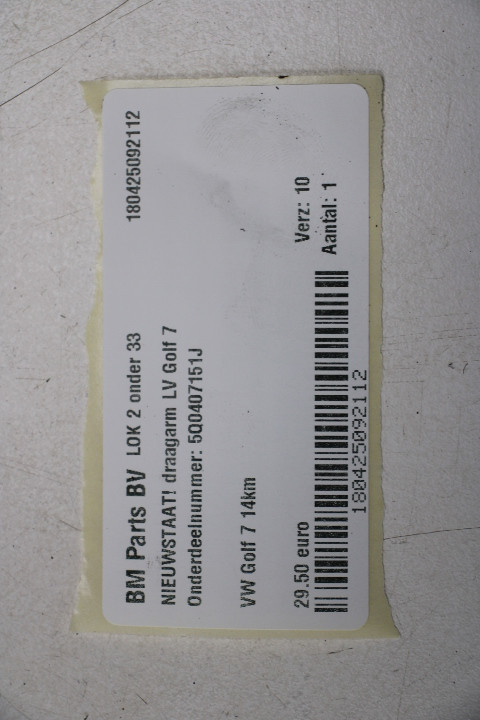 BM Parts BV LOK 2 onder 33 180425092112
NIEUWSTAAT! draagarm LV Golf 7
Onderdeelnummer: 5Q0407151J
VW Golf 7 14km
29.50 euro Verz: 10
Aantal: 1
180425092112